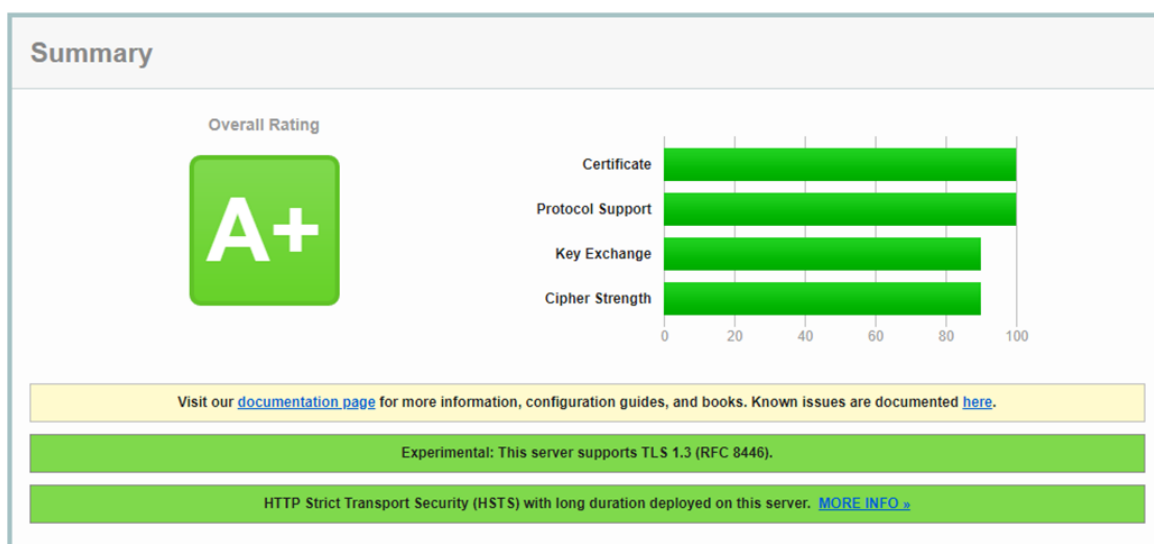 Summary
Overall Rating
A+
Certificate
Protocol Support
Key Exchange
Cipher Strength
0 20 40 60 80 100
Visit our documentation page for more information, configuration guides, and books. Known issues are documented here.
Experimental: This server supports TLS 1.3 (RFC 8446).
HTTP Strict Transport Security (HSTS) with long duration deployed on this server. MORE INFO »